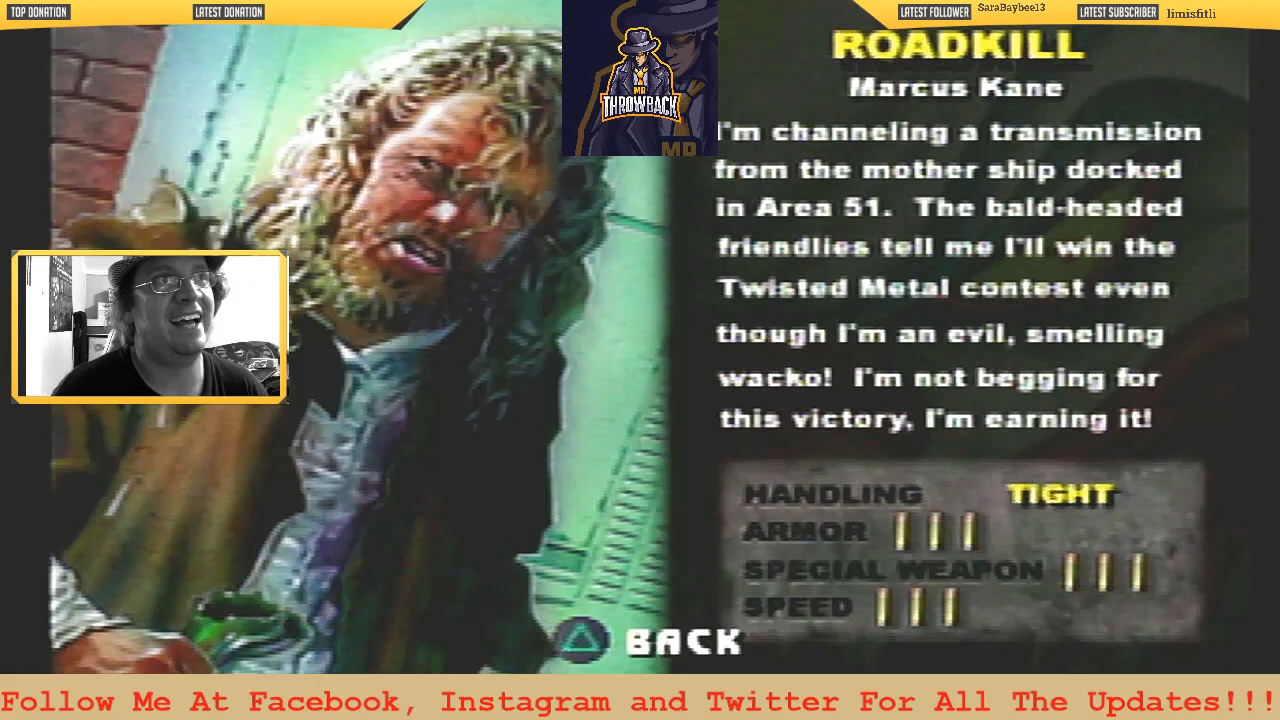 TOP DONATION
LATEST DONATION
LATEST FOLLOWER SaraBaybee13
LATEST SUBSCRIBER limisfitli
MR
THROWBACK
MR
ROADKILL
Marcus Kane
I'm channeling a transmission
from the mother ship docked
in Area 51. The bald-headed
friendlies tell me I'll win the
Twisted Metal contest even
though I'm an evil, smelling
wacko! I'm not begging for
this victory, I'm earning it!
HANDLING TIGHT
ARMOR
SPECIAL WEAPON
SPEED
BACK
Follow Me At Facebook, Instagram and Twitter For All The Updates!!!